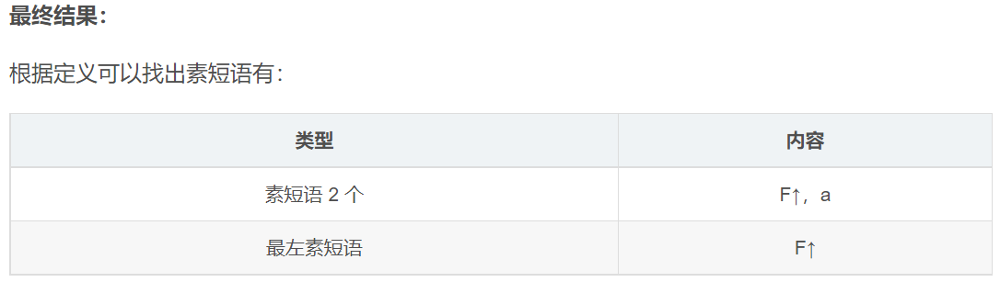 最终结果：
根据定义可以找出素短语有：
类型 内容
素短语 2 个 F↑，a
最左素短语 F↑